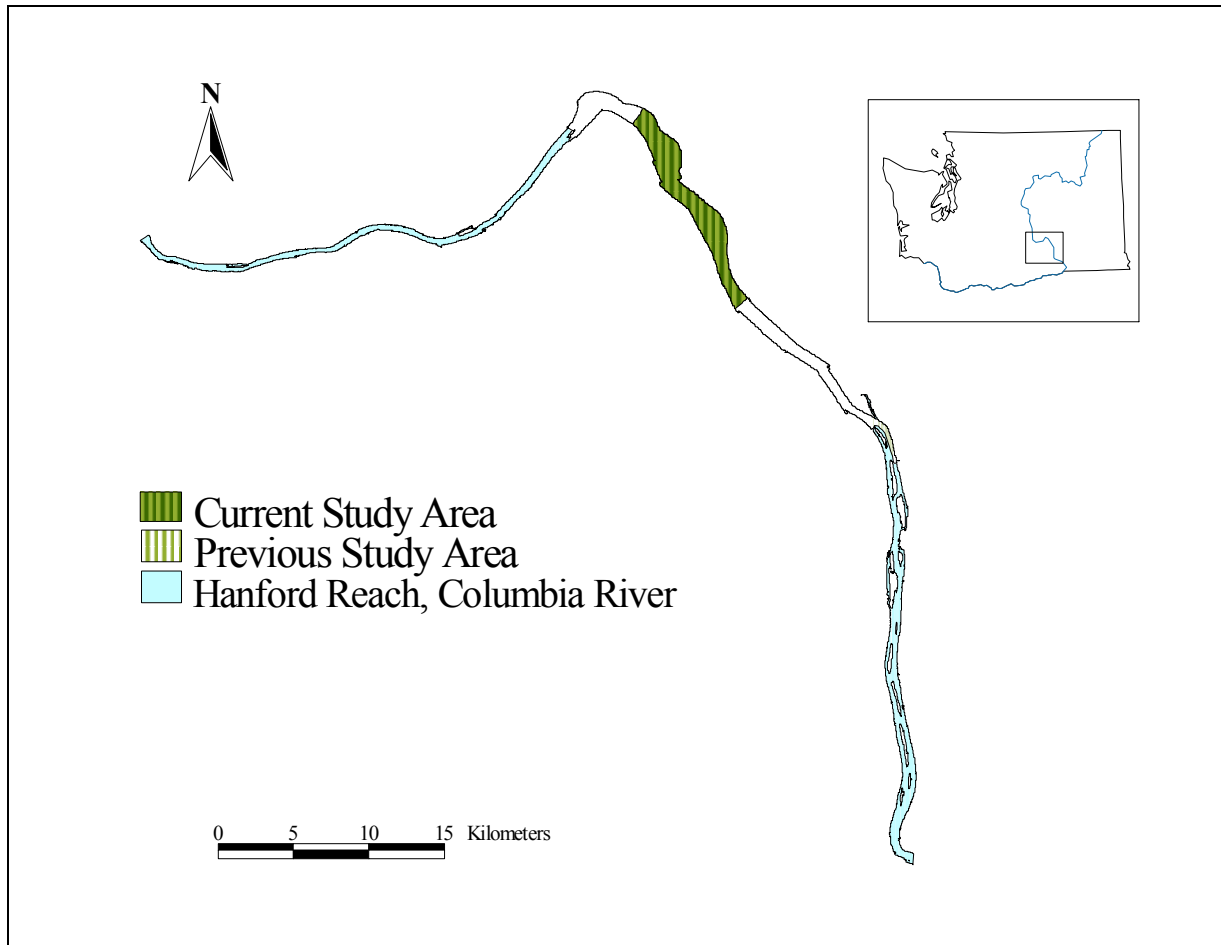 N
Current Study Area
Previous Study Area
Hanford Reach, Columbia River
0 5 10 15 Kilometers